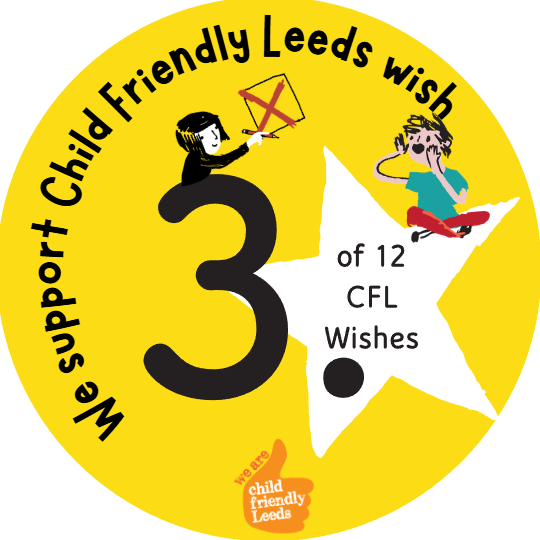 We support Child Friendly Leeds wish
3.
of 12
CFL
Wishes
we are
child
friendly
Leeds